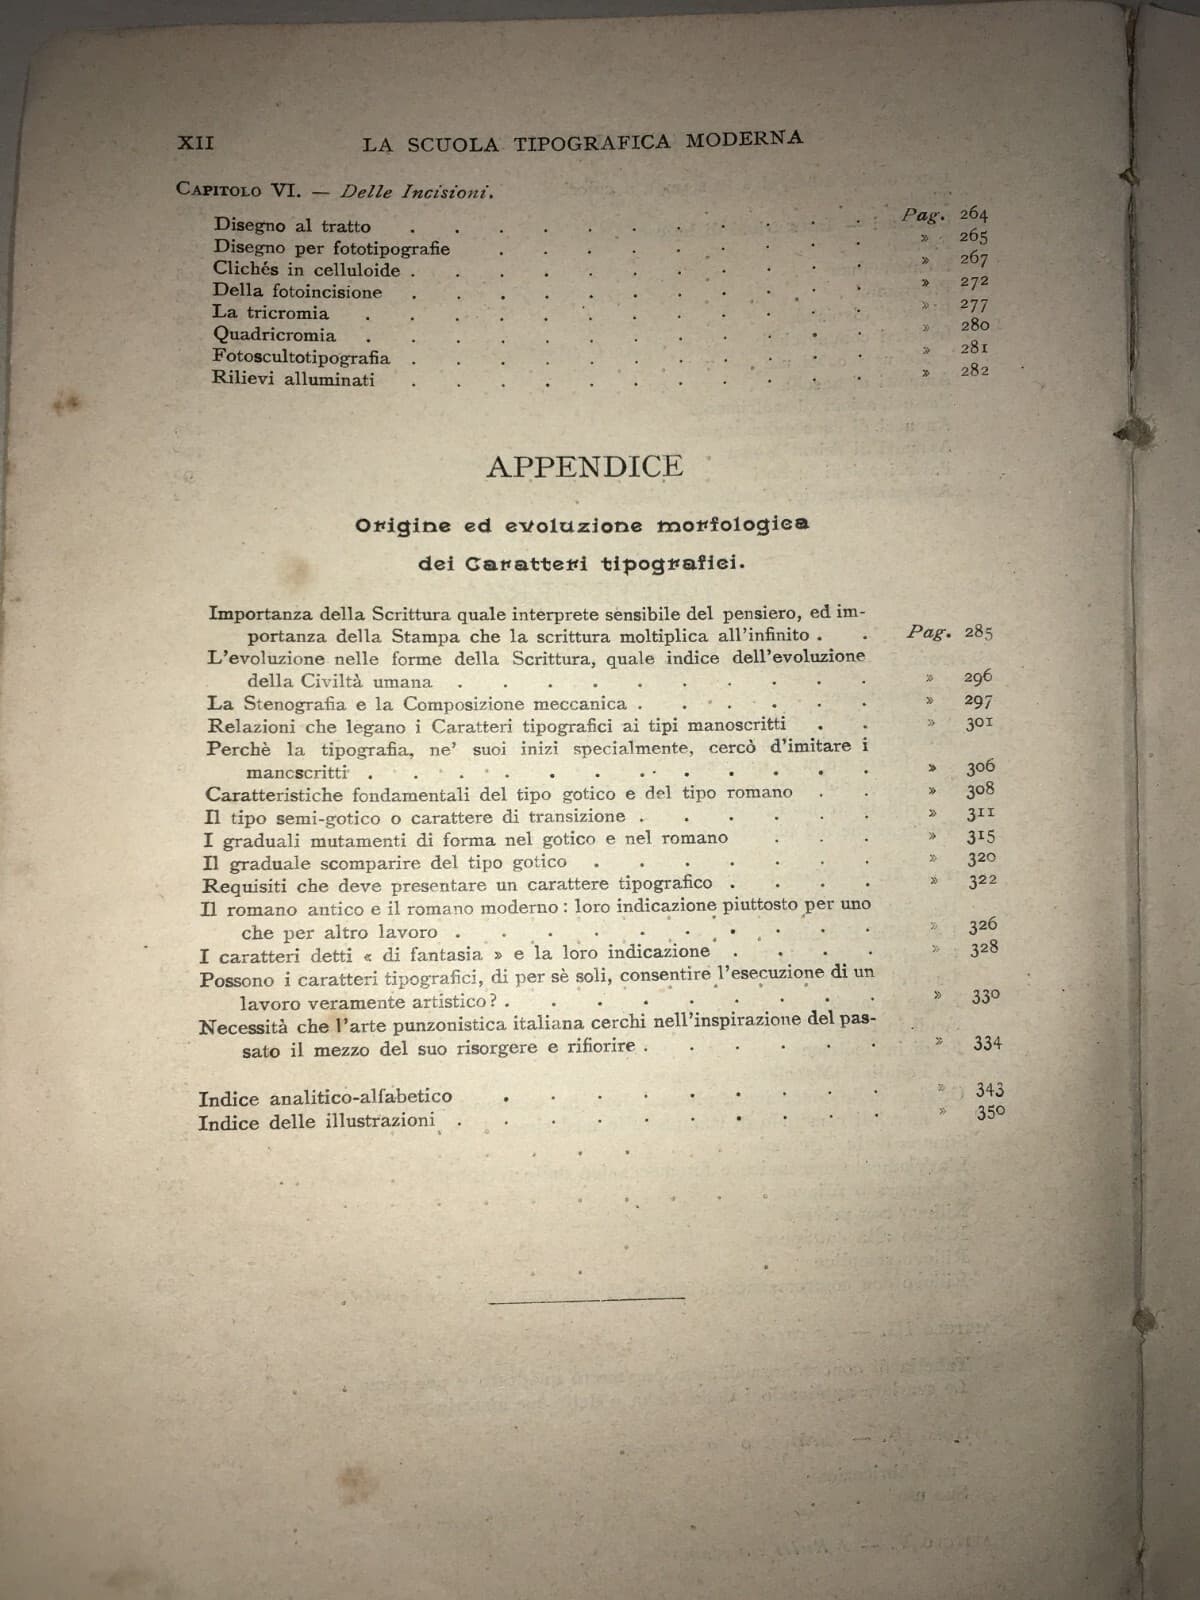 XII LA SCUOLA TIPOGRAFICA MODERNA
CAPITOLO VI. — Delle Incisioni.
Disegno al tratto . . . . . . . . . . . Pag. 264
Disegno per fototipografie . . . . . . . . . » 265
Clichés in celluloide . . . . . . . . . . . » 267
Della fotoincisione . . . . . . . . . . . » 272
La tricromia . . . . . . . . . . . . » 277
Quadricromia . . . . . . . . . . . . » 280
Fotoscultotipografia . . . . . . . . . . . » 281
Rilievi alluminati . . . . . . . . . . . » 282
APPENDICE
Origine ed evoluzione morfologica
dei Caratteri tipografici.
Importanza della Scrittura quale interprete sensibile del pensiero, ed im-
portanza della Stampa che la scrittura moltiplica all'infinito . . Pag. 285
L'evoluzione nelle forme della Scrittura, quale indice dell'evoluzione
della Civiltà umana . . . . . . . . . . » 296
La Stenografia e la Composizione meccanica . . . . . . » 297
Relazioni che legano i Caratteri tipografici ai tipi manoscritti . . » 301
Perchè la tipografia, ne' suoi inizi specialmente, cercò d'imitare i
mancscritti . . . . . . . . . . . . » 306
Caratteristiche fondamentali del tipo gotico e del tipo romano . . » 308
Il tipo semi-gotico o carattere di transizione . . . . . . » 311
I graduali mutamenti di forma nel gotico e nel romano . . . » 315
Il graduale scomparire del tipo gotico . . . . . . . » 320
Requisiti che deve presentare un carattere tipografico . . . . » 322
Il romano antico e il romano moderno : loro indicazione piuttosto per uno
che per altro lavoro . . . . . . . . . . » 326
I caratteri detti « di fantasia » e la loro indicazione . . . . » 328
Possono i caratteri tipografici, di per sè soli, consentire l'esecuzione di un
lavoro veramente artistico? . . . . . . . . . » 330
Necessità che l'arte punzonistica italiana cerchi nell'inspirazione del pas-
sato il mezzo del suo risorgere e rifiorire . . . . . . » 334
Indice analitico-alfabetico . . . . . . . . . » 343
Indice delle illustrazioni . . . . . . . . . . » 350